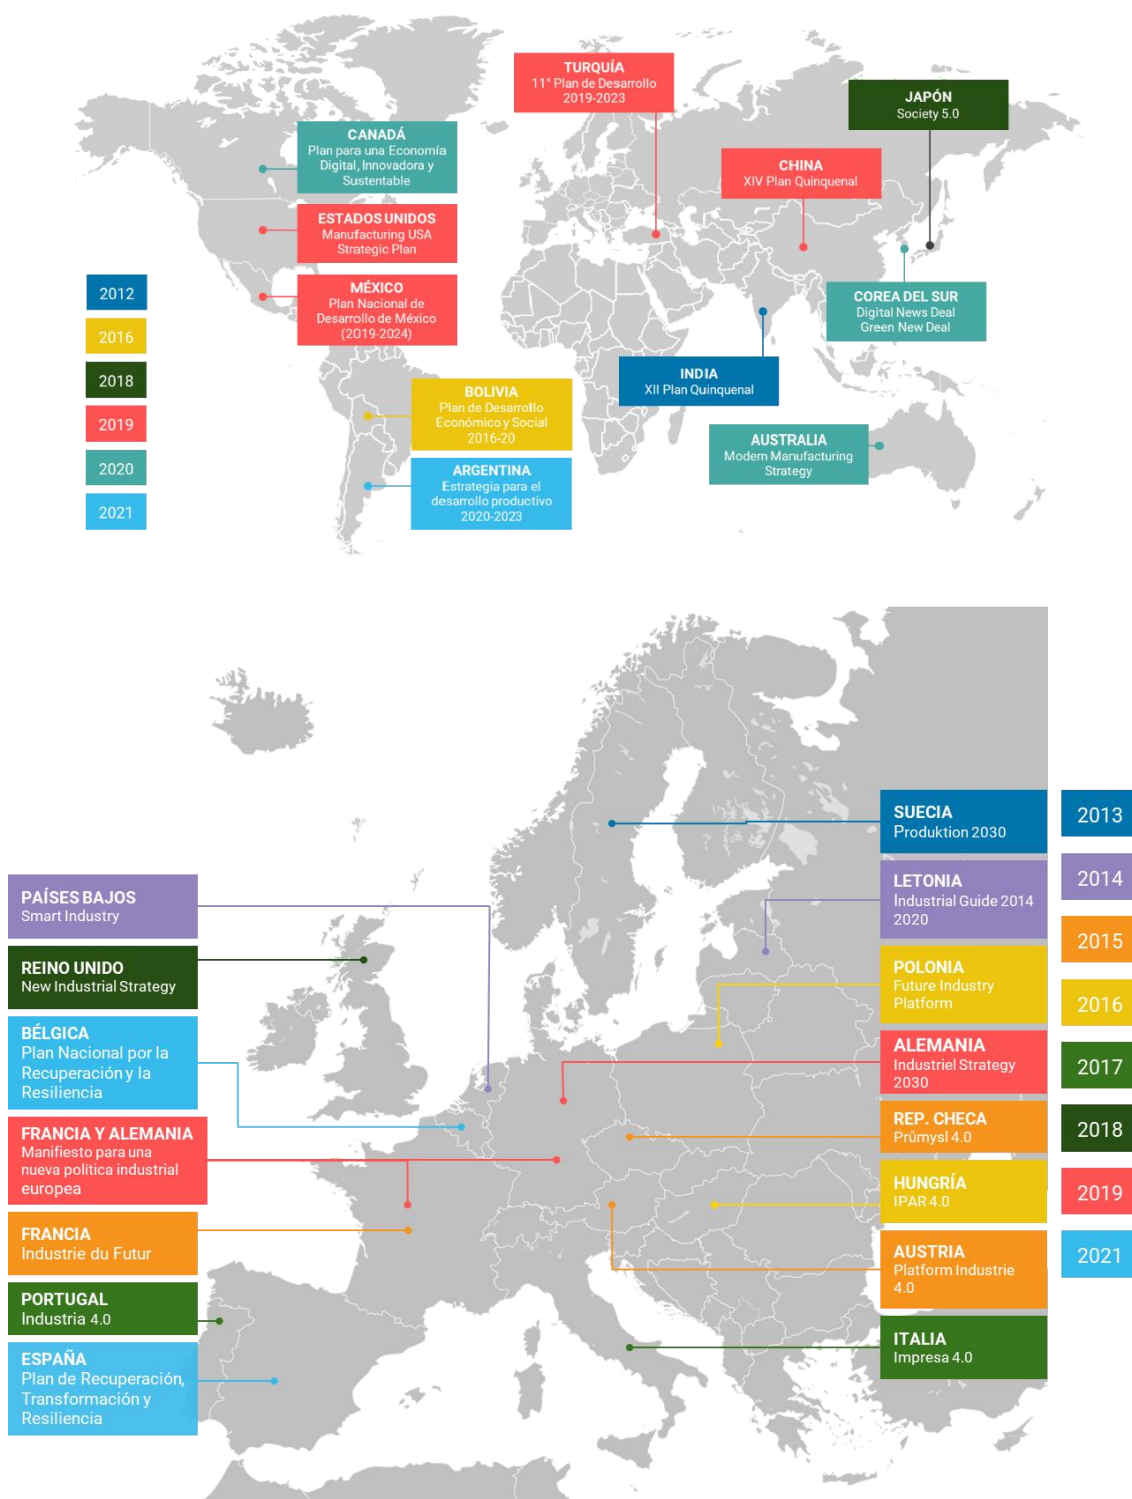 TURQUÍA
11° Plan de Desarrollo
2019-2023
JAPÓN
Society 5.0
CANADÁ
Plan para una Economía
Digital, Innovadora y
Sustentable
CHINA
XIV Plan Quinquenal
ESTADOS UNIDOS
Manufacturing USA
Strategic Plan
MÉXICO
Plan Nacional de
Desarrollo de México
(2019-2024)
COREA DEL SUR
Digital News Deal
Green New Deal
INDIA
XII Plan Quinquenal
BOLIVIA
Plan de Desarrollo
Económico y Social
2016-20
AUSTRALIA
Modern Manufacturing
Strategy
ARGENTINA
Estrategia para el
desarrollo productivo
2020-2023
2012
2016
2018
2019
2020
2021
PAÍSES BAJOS
Smart Industry
REINO UNIDO
New Industrial Strategy
BÉLGICA
Plan Nacional por la
Recuperación y la
Resiliencia
FRANCIA Y ALEMANIA
Manifiesto para una
nueva política industrial
europea
FRANCIA
Industrie du Futur
PORTUGAL
Industria 4.0
ESPAÑA
Plan de Recuperación,
Transformación y
Resiliencia
SUECIA
Produktion 2030
LETONIA
Industrial Guide 2014
2020
POLONIA
Future Industry
Platform
ALEMANIA
Industriel Strategy
2030
REP. CHECA
Průmysl 4.0
HUNGRÍA
IPAR 4.0
AUSTRIA
Platform Industrie
4.0
ITALIA
Impresa 4.0
2013
2014
2015
2016
2017
2018
2019
2021